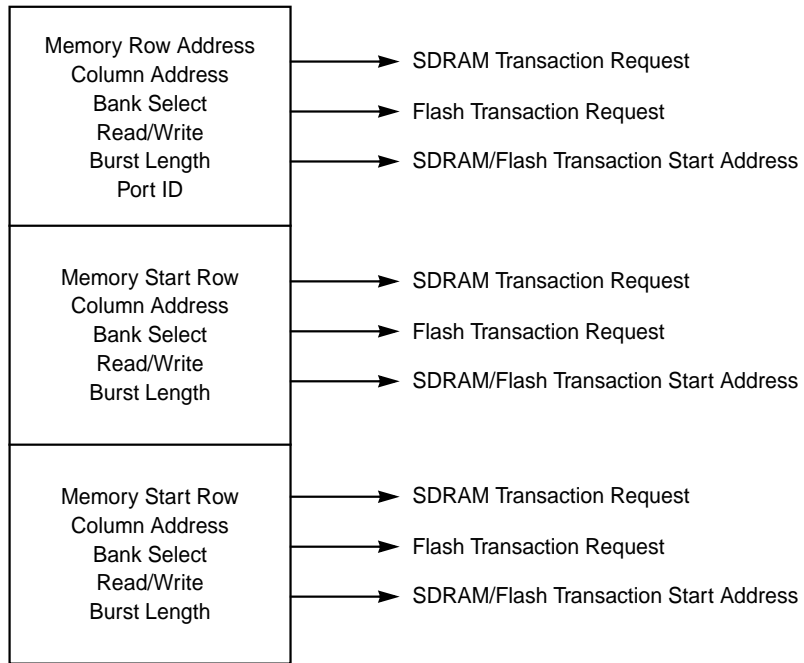 Memory Row Address
Column Address
Bank Select
Read/Write
Burst Length
Port ID
SDRAM Transaction Request
Flash Transaction Request
SDRAM/Flash Transaction Start Address
Memory Start Row
Column Address
Bank Select
Read/Write
Burst Length
SDRAM Transaction Request
Flash Transaction Request
SDRAM/Flash Transaction Start Address
Memory Start Row
Column Address
Bank Select
Read/Write
Burst Length
SDRAM Transaction Request
Flash Transaction Request
SDRAM/Flash Transaction Start Address